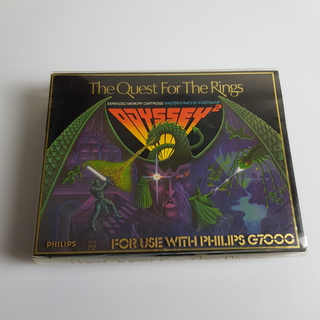 The Quest For The Rings
EXPANDED MEMORY CARTRIDGE MASTER STRATEGY VIDEO GAME
ODYSSEY²
PHILIPS
FOR USE WITH PHILIPS G7000